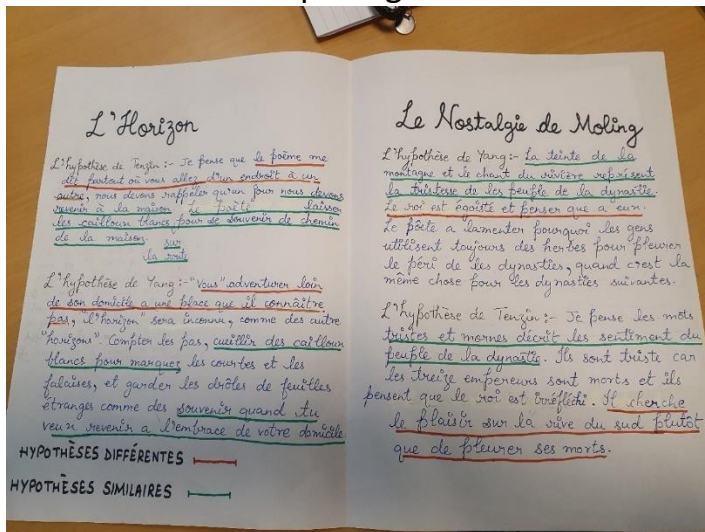 L'Horizon
L'hypothèse de Tenzin :- Je pense que le poème me
dit partout où vous allez d'un endroit à un
autre, nous devons rappeler qu'un jour nous devons
revenir à la maison. Le poète laisser
les cailloux blancs pour se souvenir de chemin
de la maison. sur
la route
L'hypothèse de Yang :- "Vous" adventurer loin
de son domicile a une place que il connaître
pas, "l'horizon" sera inconnu, comme des autre
"horizons". Compter les pas, cueillir des cailloux
blancs pour marquer les courbes et les
falaises, et garder les drôles de feuilles
étranges comme des souvenir quand tu
veux revenir a l'embrace de votre domicile.
HYPOTHÈSES DIFFÉRENTES
HYPOTHÈSES SIMILAIRES
Le Nostalgie de Moling
L'hypothèse de Yang :- La teinte de la
montagne et le chant du rivière représent
la tristesse de les peuple de la dynastie.
Le roi est égoïste et penser que a eux.
Le pôete a lamenter pourquoi les gens
utilisent toujours des herbes pour pleurer
le péri de les dynasties, quand c'est la
même chose pour les dynasties suivantes.
L'hypothèse de Tenzin :- Je pense les mots
tristes et mornes décrit les sentiment du
peuple de la dynastie. Ils sont triste car
les treize empereurs sont morts et ils
pensent que le roi est irréfléchi. Il cherche
le plaisir sur la rive du sud plutôt
que de pleurer ses morts.